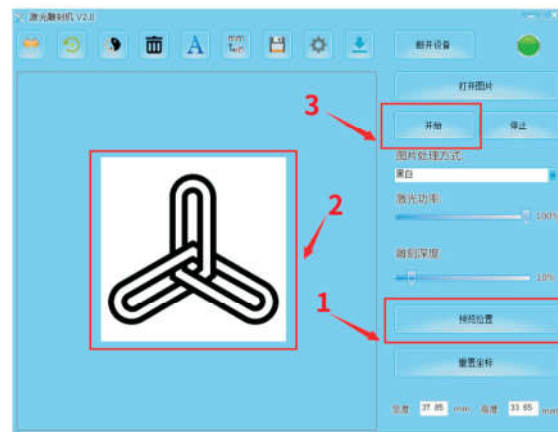 激光雕刻机 V2.0
A
断开设备
打开图片
3
开始
停止
图片处理方式:
黑白
激光功率:
100%
2
雕刻深度:
10%
1
预览位置
重置坐标
宽度: 37.85 mm 高度: 33.65 mm